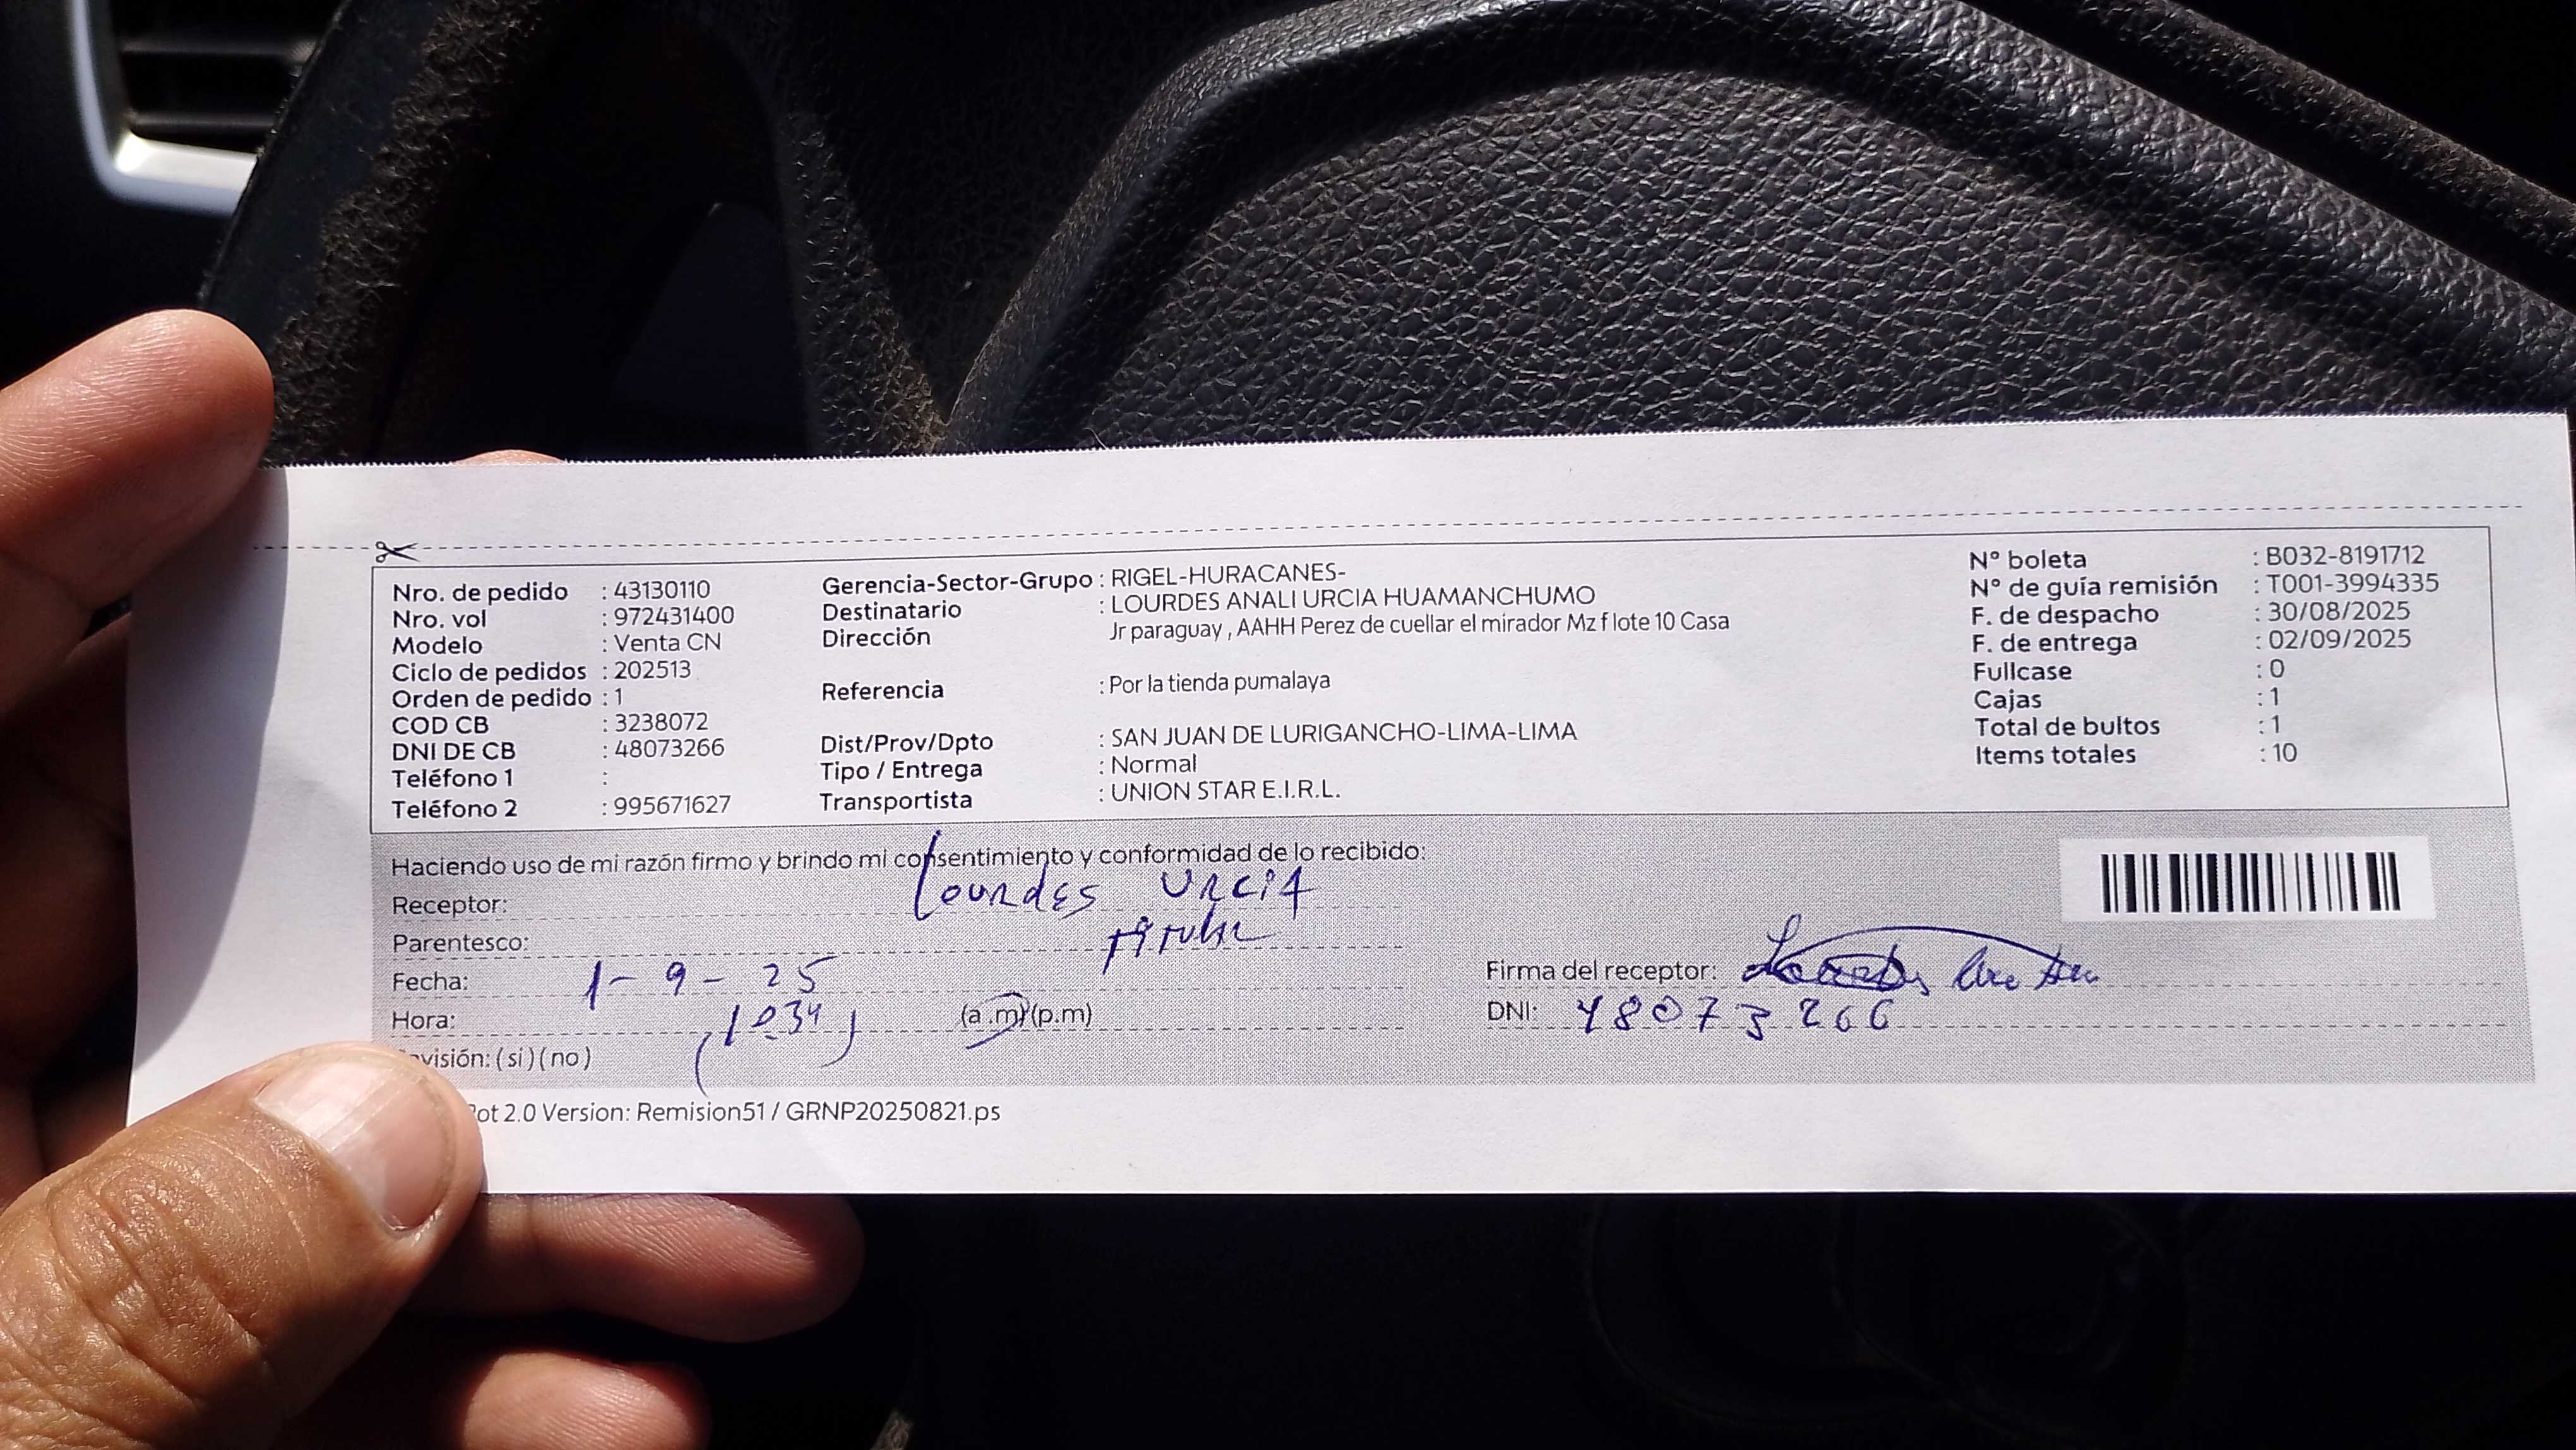 Nro. de pedido : 43130110
Nro. vol : 972431400
Modelo : Venta CN
Ciclo de pedidos : 202513
Orden de pedido : 1
COD CB : 3238072
DNI DE CB : 48073266
Teléfono 1 :
Teléfono 2 : 995671627
Gerencia-Sector-Grupo : RIGEL-HURACANES-
Destinatario : LOURDES ANALI URCIA HUAMANCHUMO
Dirección Jr paraguay , AAHH Perez de cuellar el mirador Mz f lote 10 Casa
Referencia : Por la tienda pumalaya
Dist/Prov/Dpto : SAN JUAN DE LURIGANCHO-LIMA-LIMA
Tipo / Entrega : Normal
Transportista : UNION STAR E.I.R.L.
N° boleta : B032-8191712
N° de guía remisión : T001-3994335
F. de despacho : 30/08/2025
F. de entrega : 02/09/2025
Fullcase : 0
Cajas : 1
Total de bultos : 1
Items totales : 10
Haciendo uso de mi razón firmo y brindo mi consentimiento y conformidad de lo recibido:
Receptor: Lourdes URCiA
Parentesco:
Fecha: 1-9-25
Hora: 1034 (a .m)(p.m)
visión: ( si ) ( no )
Firma del receptor:
DNI: 48073266
ot 2.0 Version: Remision51 / GRNP20250821.ps